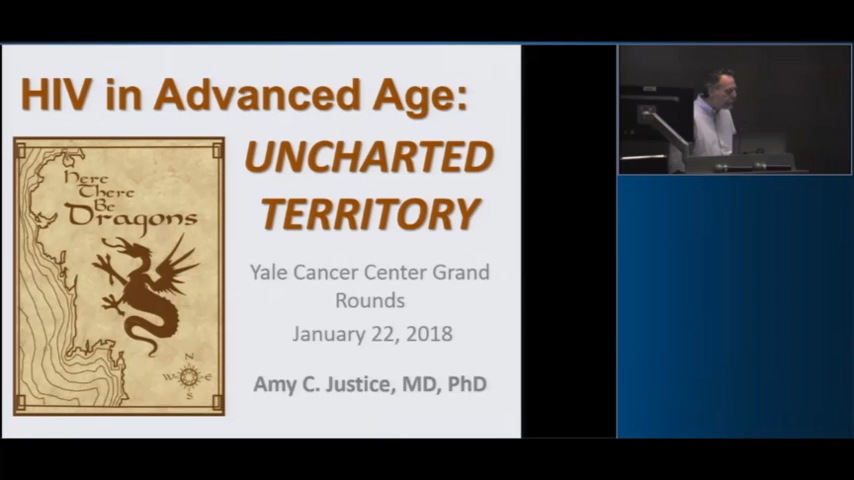 HIV in Advanced Age:
UNCHARTED
TERRITORY
Here
There
Be
Dragons
N
W
e
S
Yale Cancer Center Grand
Rounds
January 22, 2018
Amy C. Justice, MD, PhD